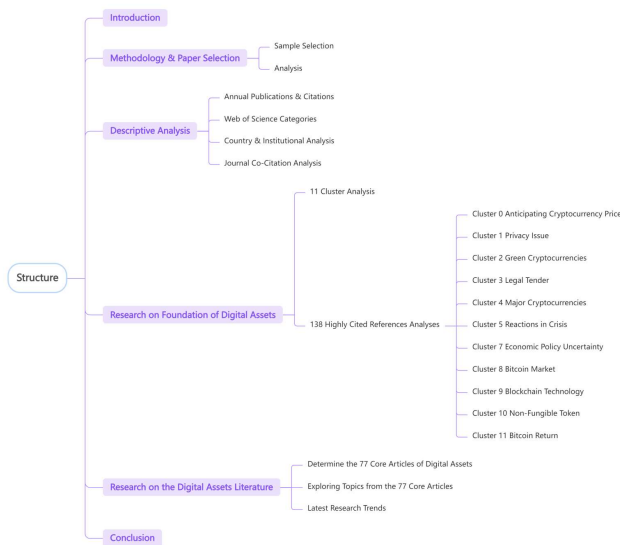 Structure
Introduction
Methodology & Paper Selection
Sample Selection
Analysis
Descriptive Analysis
Annual Publications & Citations
Web of Science Categories
Country & Institutional Analysis
Journal Co-Citation Analysis
Research on Foundation of Digital Assets
11 Cluster Analysis
138 Highly Cited References Analyses
Cluster 0 Anticipating Cryptocurrency Price
Cluster 1 Privacy Issue
Cluster 2 Green Cryptocurrencies
Cluster 3 Legal Tender
Cluster 4 Major Cryptocurrencies
Cluster 5 Reactions in Crisis
Cluster 7 Economic Policy Uncertainty
Cluster 8 Bitcoin Market
Cluster 9 Blockchain Technology
Cluster 10 Non-Fungible Token
Cluster 11 Bitcoin Return
Research on the Digital Assets Literature
Determine the 77 Core Articles of Digital Assets
Exploring Topics from the 77 Core Articles
Latest Research Trends
Conclusion